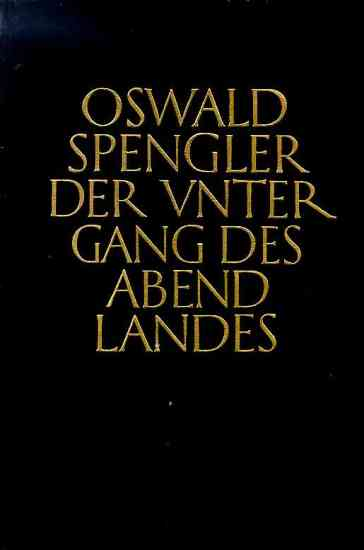 OSWALD
SPENGLER
DER VNTER
GANG DES
ABEND
LANDES